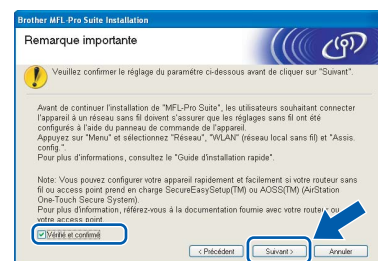 Brother MFL-Pro Suite Installation
Remarque importante
Veuillez confirmer le réglage du paramètre ci-dessous avant de cliquer sur "Suivant".
Avant de continuer l'installation de "MFL-Pro Suite", les utilisateurs souhaitant connecter
l'appareil à un réseau sans fil doivent s'assurer que les réglages sans fil ont été
configurés à l'aide du panneau de commande de l'appareil.
Appuyez sur "Menu" et sélectionnez "Réseau", "WLAN" (réseau local sans fil) et "Assis.
config.".
Pour plus d'informations, consultez le "Guide d'installation rapide".
Note: Vous pouvez configurer votre appareil rapidement et facilement si votre routeur sans
fil ou access point prend en charge SecureEasySetup(TM) ou AOSS(TM) (AirStation
One-Touch Secure System).
Pour plus d'information, référez-vous à la documentation fournie avec votre routeur ou
votre access point.
Vérifié et confirmé
< Précédent
Suivant >
Annuler